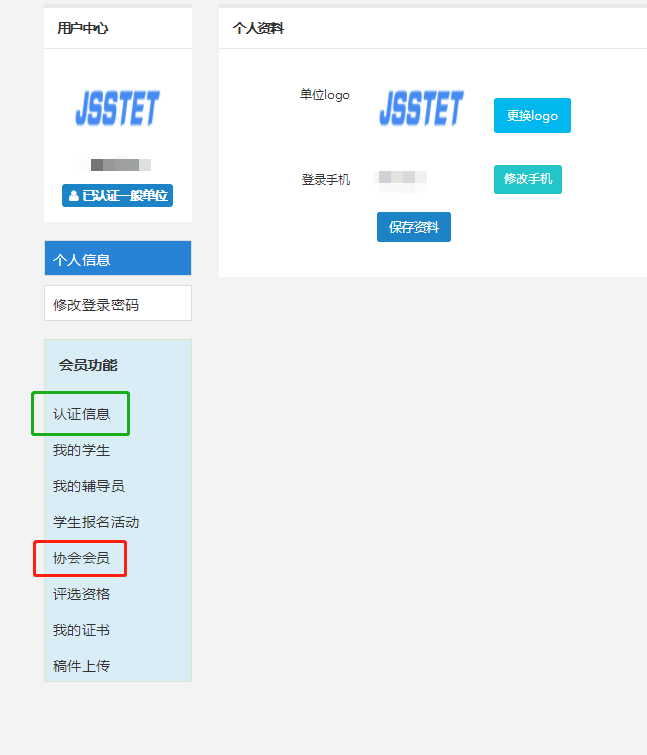 用户中心
JSSTET
已认证一般单位
个人信息
修改登录密码
会员功能
认证信息
我的学生
我的辅导员
学生报名活动
协会会员
评选资格
我的证书
稿件上传
个人资料
单位logo
JSSTET
更换logo
登录手机
修改手机
保存资料